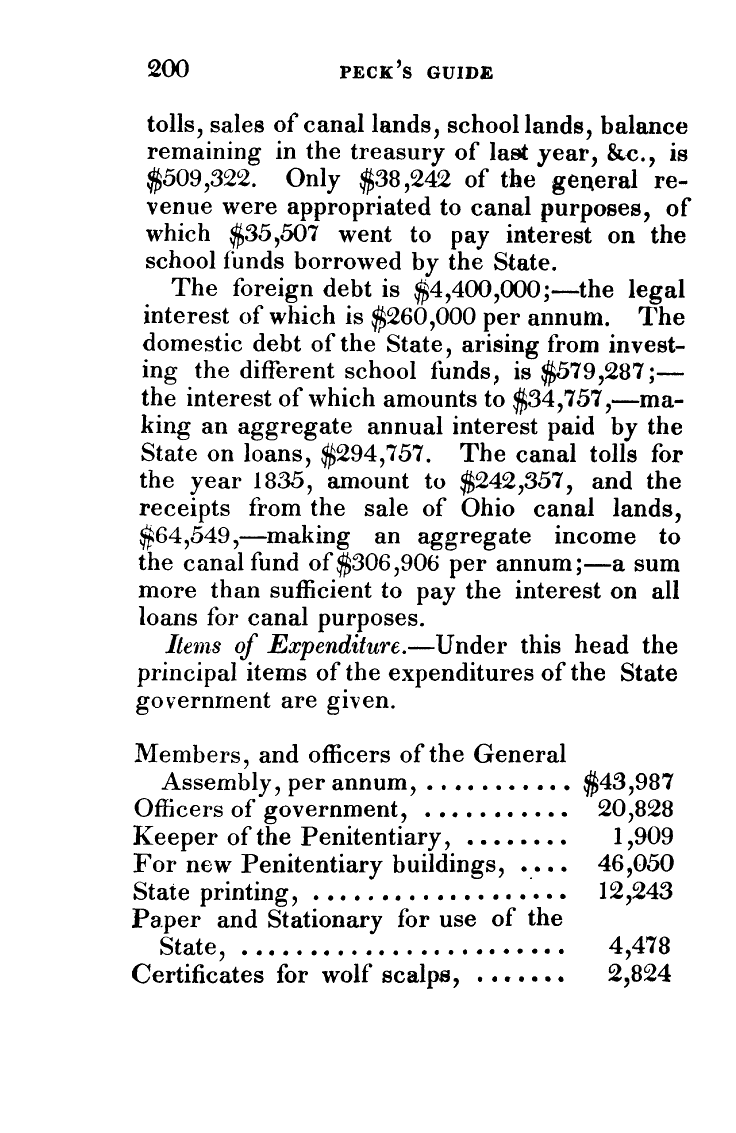 200 PECK'S GUIDE
tolls, sales of canal lands, school lands, balance
remaining in the treasury of last year, &c., is
$509,322. Only $38,242 of the general re-
venue were appropriated to canal purposes, of
which $35,507 went to pay interest on the
school funds borrowed by the State.
The foreign debt is $4,400,000;—the legal
interest of which is $260,000 per annum. The
domestic debt of the State, arising from invest-
ing the different school funds, is $579,287;—
the interest of which amounts to $34,757,—ma-
king an aggregate annual interest paid by the
State on loans, $294,757. The canal tolls for
the year 1835, amount to $242,357, and the
receipts from the sale of Ohio canal lands,
$64,549,—making an aggregate income to
the canal fund of $306,906 per annum;—a sum
more than sufficient to pay the interest on all
loans for canal purposes.
Items of Expenditure.—Under this head the
principal items of the expenditures of the State
government are given.
Members, and officers of the General
Assembly, per annum, ........... $43,987
Officers of government, ........... 20,828
Keeper of the Penitentiary, ........ 1,909
For new Penitentiary buildings, .... 46,050
State printing, ................... 12,243
Paper and Stationary for use of the
State, ........................ 4,478
Certificates for wolf scalps, ....... 2,824